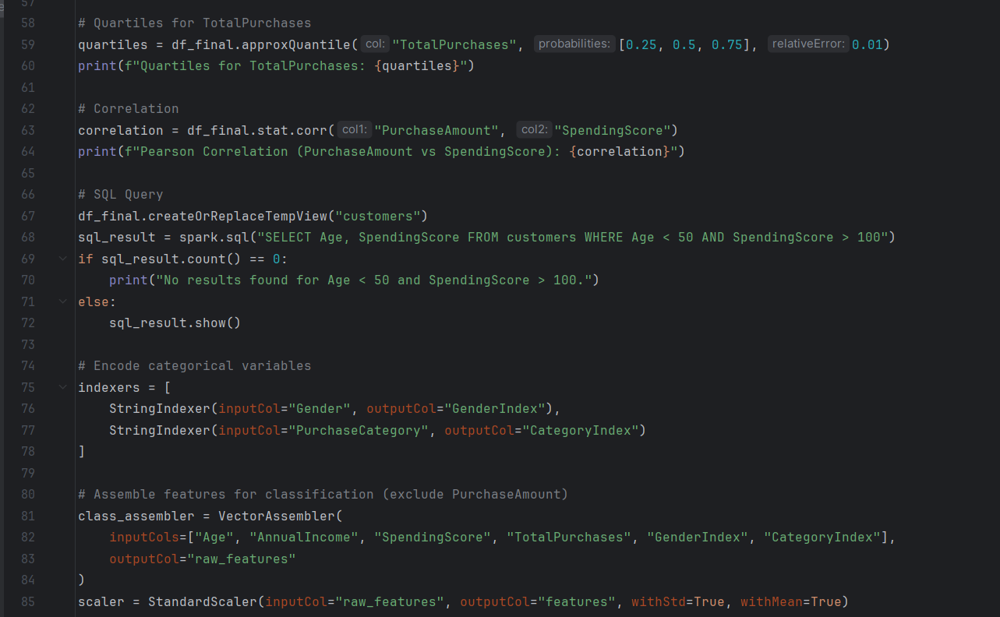 57
58 # Quartiles for TotalPurchases
59 quartiles = df_final.approxQuantile( col: "TotalPurchases", probabilities: [0.25, 0.5, 0.75], relativeError: 0.01)
60 print(f"Quartiles for TotalPurchases: {quartiles}")
61
62 # Correlation
63 correlation = df_final.stat.corr( col1: "PurchaseAmount", col2: "SpendingScore")
64 print(f"Pearson Correlation (PurchaseAmount vs SpendingScore): {correlation}")
65
66 # SQL Query
67 df_final.createOrReplaceTempView("customers")
68 sql_result = spark.sql("SELECT Age, SpendingScore FROM customers WHERE Age < 50 AND SpendingScore > 100")
69 if sql_result.count() == 0:
70     print("No results found for Age < 50 and SpendingScore > 100.")
71 else:
72     sql_result.show()
73
74 # Encode categorical variables
75 indexers = [
76     StringIndexer(inputCol="Gender", outputCol="GenderIndex"),
77     StringIndexer(inputCol="PurchaseCategory", outputCol="CategoryIndex")
78 ]
79
80 # Assemble features for classification (exclude PurchaseAmount)
81 class_assembler = VectorAssembler(
82     inputCols=["Age", "AnnualIncome", "SpendingScore", "TotalPurchases", "GenderIndex", "CategoryIndex"],
83     outputCol="raw_features"
84 )
85 scaler = StandardScaler(inputCol="raw_features", outputCol="features", withStd=True, withMean=True)